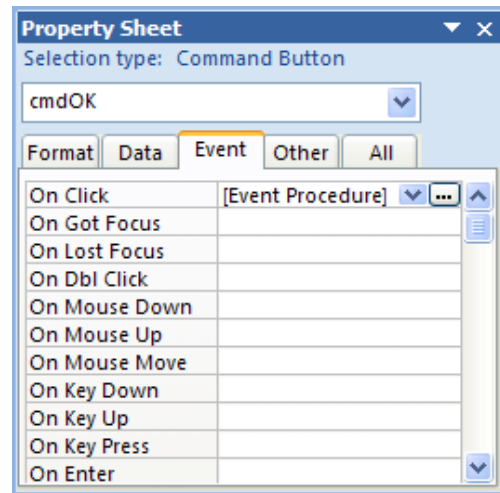 Property Sheet
Selection type: Command Button
cmdOK
Format Data Event Other All
On Click [Event Procedure] ...
On Got Focus
On Lost Focus
On Dbl Click
On Mouse Down
On Mouse Up
On Mouse Move
On Key Down
On Key Up
On Key Press
On Enter